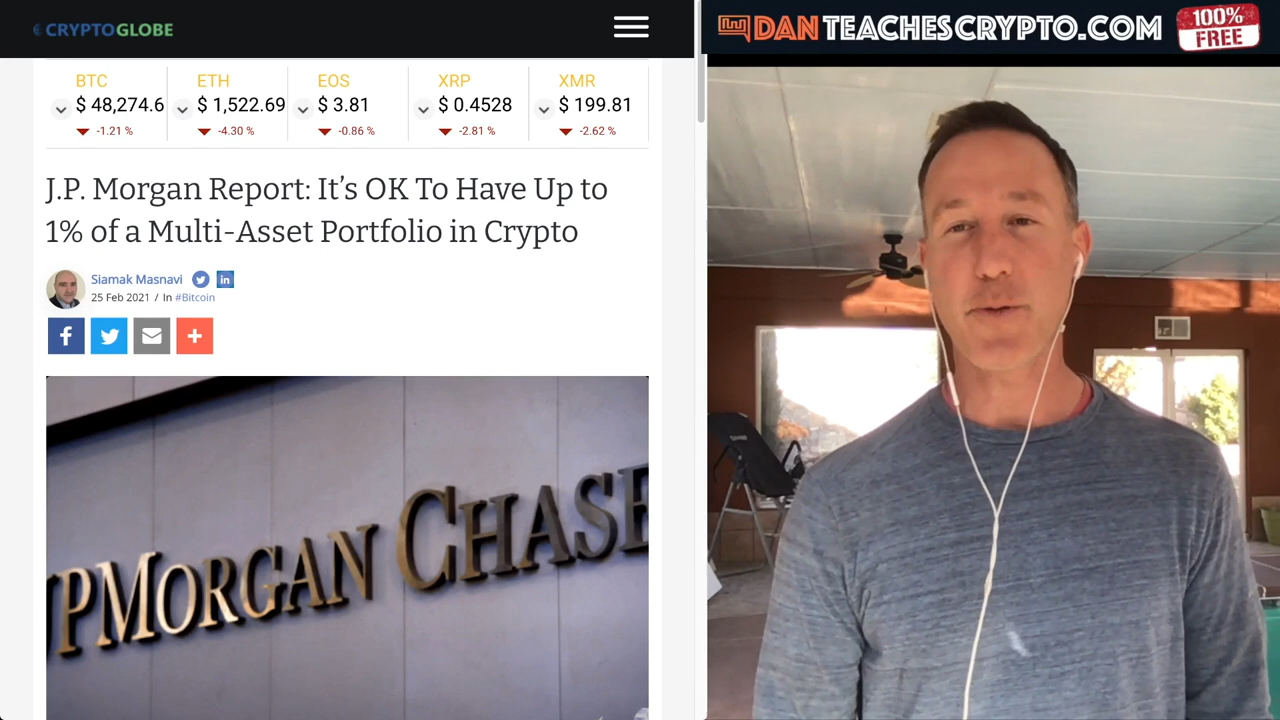 CRYPTOGLOBE
BTC ETH EOS XRP XMR
$ 48,274.6 $ 1,522.69 $ 3.81 $ 0.4528 $ 199.81
-1.21 % -4.30 % -0.86 % -2.81 % -2.62 %
J.P. Morgan Report: It’s OK To Have Up to
1% of a Multi-Asset Portfolio in Crypto
Siamak Masnavi in
25 Feb 2021 / In #Bitcoin
f
+
JPMORGAN CHASE
DANTEACHESCRYPTO.COM
100%
FREE